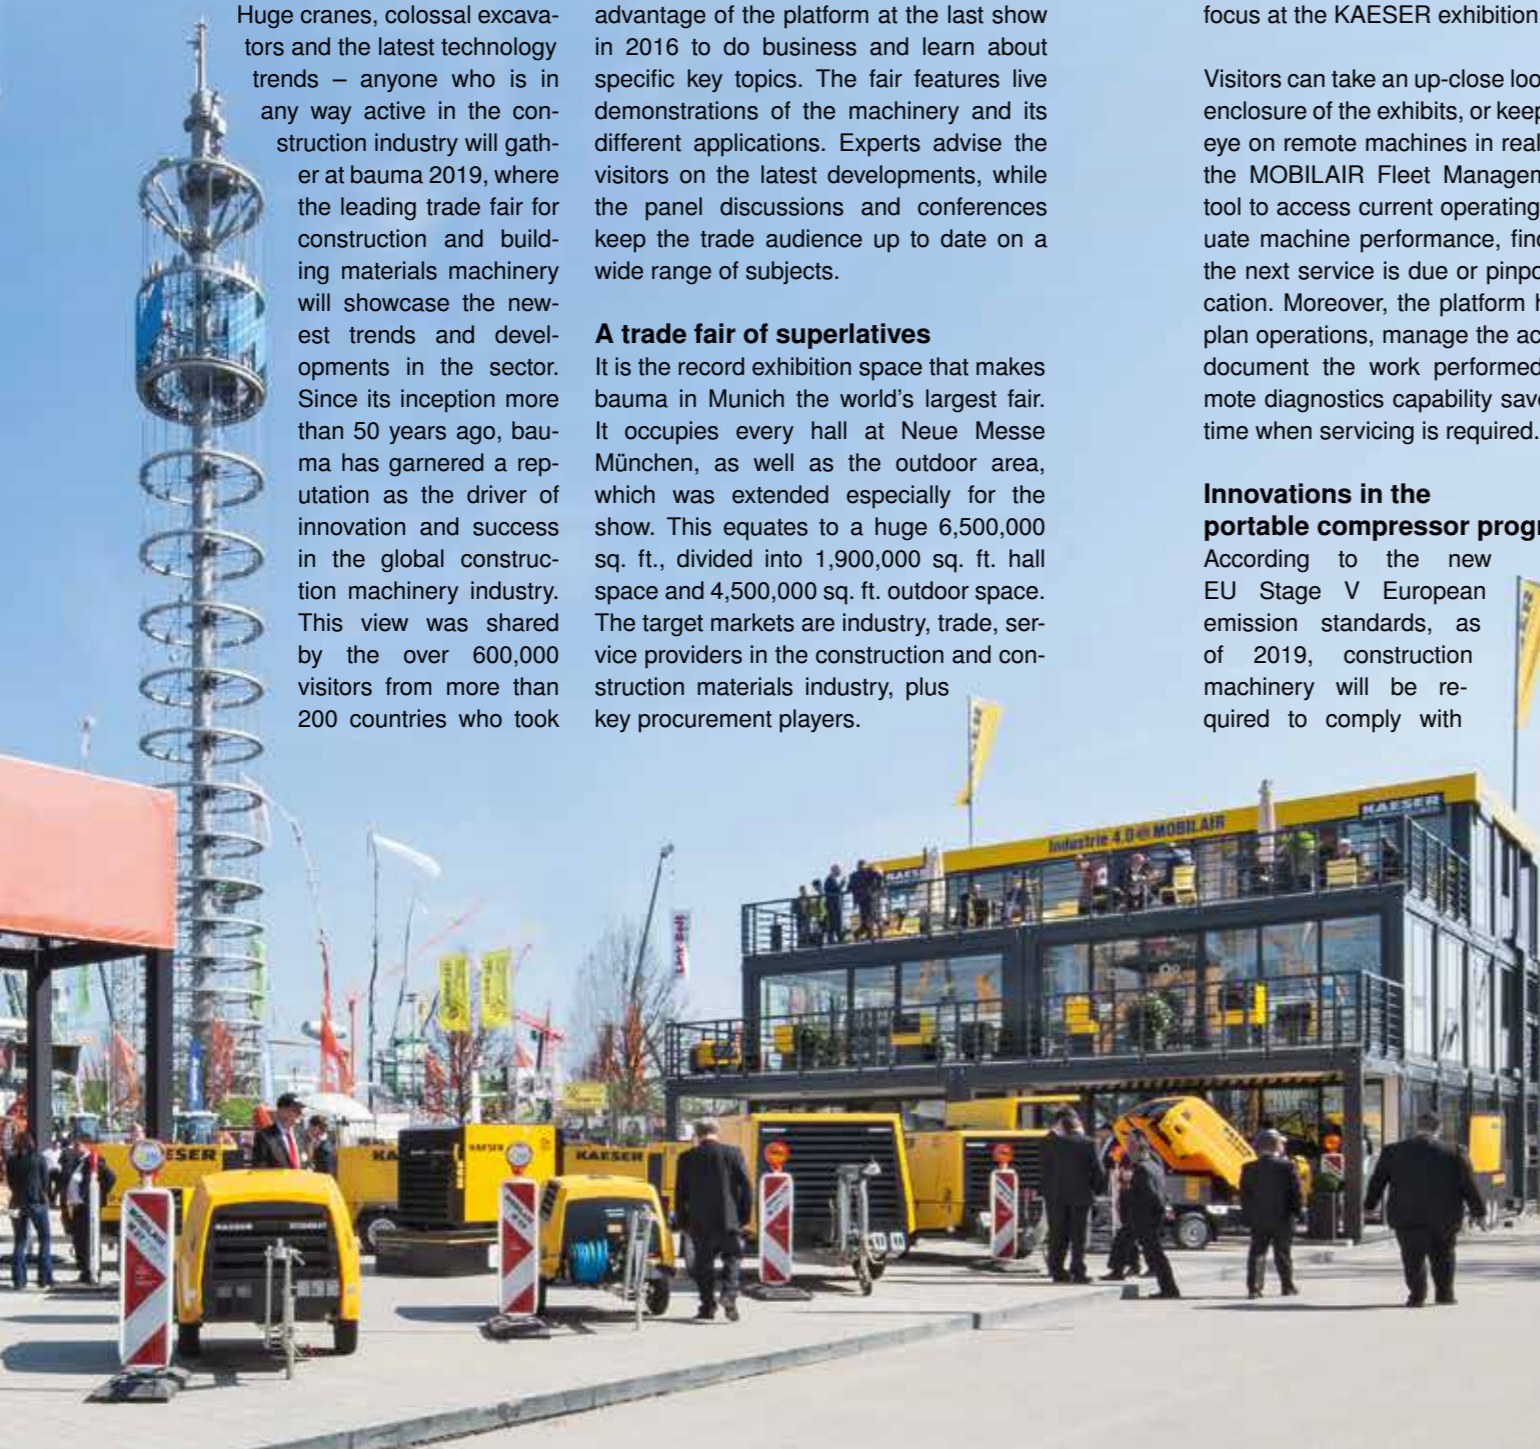 Huge cranes, colossal excava-
tors and the latest technology
trends – anyone who is in
any way active in the con-
struction industry will gath-
er at bauma 2019, where
the leading trade fair for
construction and build-
ing materials machinery
will showcase the new-
est trends and devel-
opments in the sector.
Since its inception more
than 50 years ago, bau-
ma has garnered a rep-
utation as the driver of
innovation and success
in the global construc-
tion machinery industry.
This view was shared
by the over 600,000
visitors from more than
200 countries who took
advantage of the platform at the last show
in 2016 to do business and learn about
specific key topics. The fair features live
demonstrations of the machinery and its
different applications. Experts advise the
visitors on the latest developments, while
the panel discussions and conferences
keep the trade audience up to date on a
wide range of subjects.
A trade fair of superlatives
It is the record exhibition space that makes
bauma in Munich the world's largest fair.
It occupies every hall at Neue Messe
München, as well as the outdoor area,
which was extended especially for the
show. This equates to a huge 6,500,000
sq. ft., divided into 1,900,000 sq. ft. hall
space and 4,500,000 sq. ft. outdoor space.
The target markets are industry, trade, ser-
vice providers in the construction and con-
struction materials industry, plus
key procurement players.
focus at the KAESER exhibition
Visitors can take an up-close loo
enclosure of the exhibits, or keep
eye on remote machines in real
the MOBILAIR Fleet Managem
tool to access current operating
uate machine performance, find
the next service is due or pinpo
cation. Moreover, the platform h
plan operations, manage the ac
document the work performed
mote diagnostics capability save
time when servicing is required.
Innovations in the
portable compressor progr
According to the new
EU Stage V European
emission standards, as
of 2019, construction
machinery will be re-
quired to comply with
KAESER
Industrie 4.0 MOBILAIR
KAESER
ESER
KA
KAESER
KAESER
KAESER